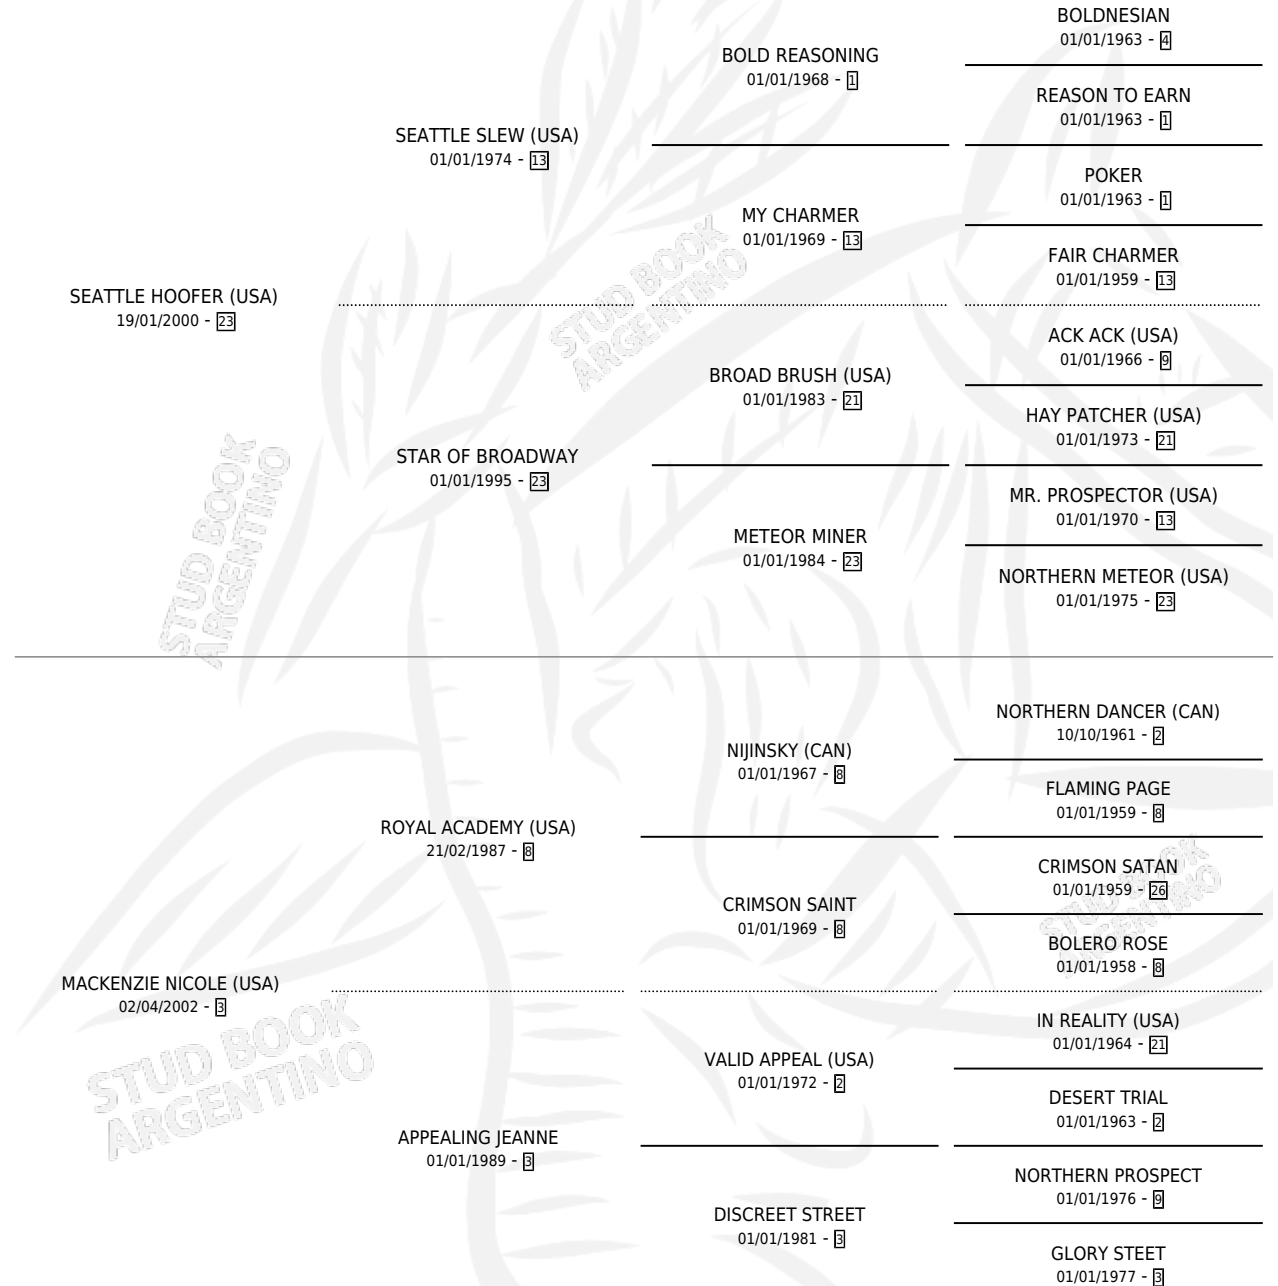 BOLDNESIAN
01/01/1963 - 4
BOLD REASONING
01/01/1968 - 1
REASON TO EARN
01/01/1963 - 1
SEATTLE SLEW (USA)
01/01/1974 - 13
POKER
01/01/1963 - 1
MY CHARMER
01/01/1969 - 13
FAIR CHARMER
01/01/1959 - 13
SEATTLE HOOFER (USA)
19/01/2000 - 23
STUD BOOK
ARGENTINO
ACK ACK (USA)
01/01/1966 - 9
BROAD BRUSH (USA)
01/01/1983 - 21
HAY PATCHER (USA)
01/01/1973 - 21
STAR OF BROADWAY
01/01/1995 - 23
MR. PROSPECTOR (USA)
01/01/1970 - 13
METEOR MINER
01/01/1984 - 23
NORTHERN METEOR (USA)
01/01/1975 - 23
STUD BOOK
ARGENTINO
NORTHERN DANCER (CAN)
10/10/1961 - 2
NIJINSKY (CAN)
01/01/1967 - 8
FLAMING PAGE
01/01/1959 - 8
ROYAL ACADEMY (USA)
21/02/1987 - 8
CRIMSON SATAN
01/01/1959 - 26
CRIMSON SAINT
01/01/1969 - 8
STUD BOOK
ARGENTINO
BOLERO ROSE
01/01/1958 - 8
MACKENZIE NICOLE (USA)
02/04/2002 - 3
IN REALITY (USA)
01/01/1964 - 21
VALID APPEAL (USA)
01/01/1972 - 2
DESERT TRIAL
01/01/1963 - 2
STUD BOOK
ARGENTINO
APPEALING JEANNE
01/01/1989 - 3
NORTHERN PROSPECT
01/01/1976 - 9
DISCREET STREET
01/01/1981 - 3
GLORY STEET
01/01/1977 - 3